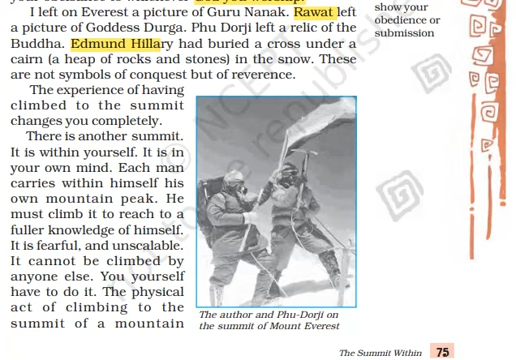 I left on Everest a picture of Guru Nanak. Rawat left
a picture of Goddess Durga. Phu Dorji left a relic of the
Buddha. Edmund Hillary had buried a cross under a
cairn (a heap of rocks and stones) in the snow. These
are not symbols of conquest but of reverence.
The experience of having
climbed to the summit
changes you completely.
There is another summit.
It is within yourself. It is in
your own mind. Each man
carries within himself his
own mountain peak. He
must climb it to reach to a
fuller knowledge of himself.
It is fearful, and unscalable.
It cannot be climbed by
anyone else. You yourself
have to do it. The physical
act of climbing to the
summit of a mountain
show your
obedience or
submission
The author and Phu-Dorji on
the summit of Mount Everest
The Summit Within 75